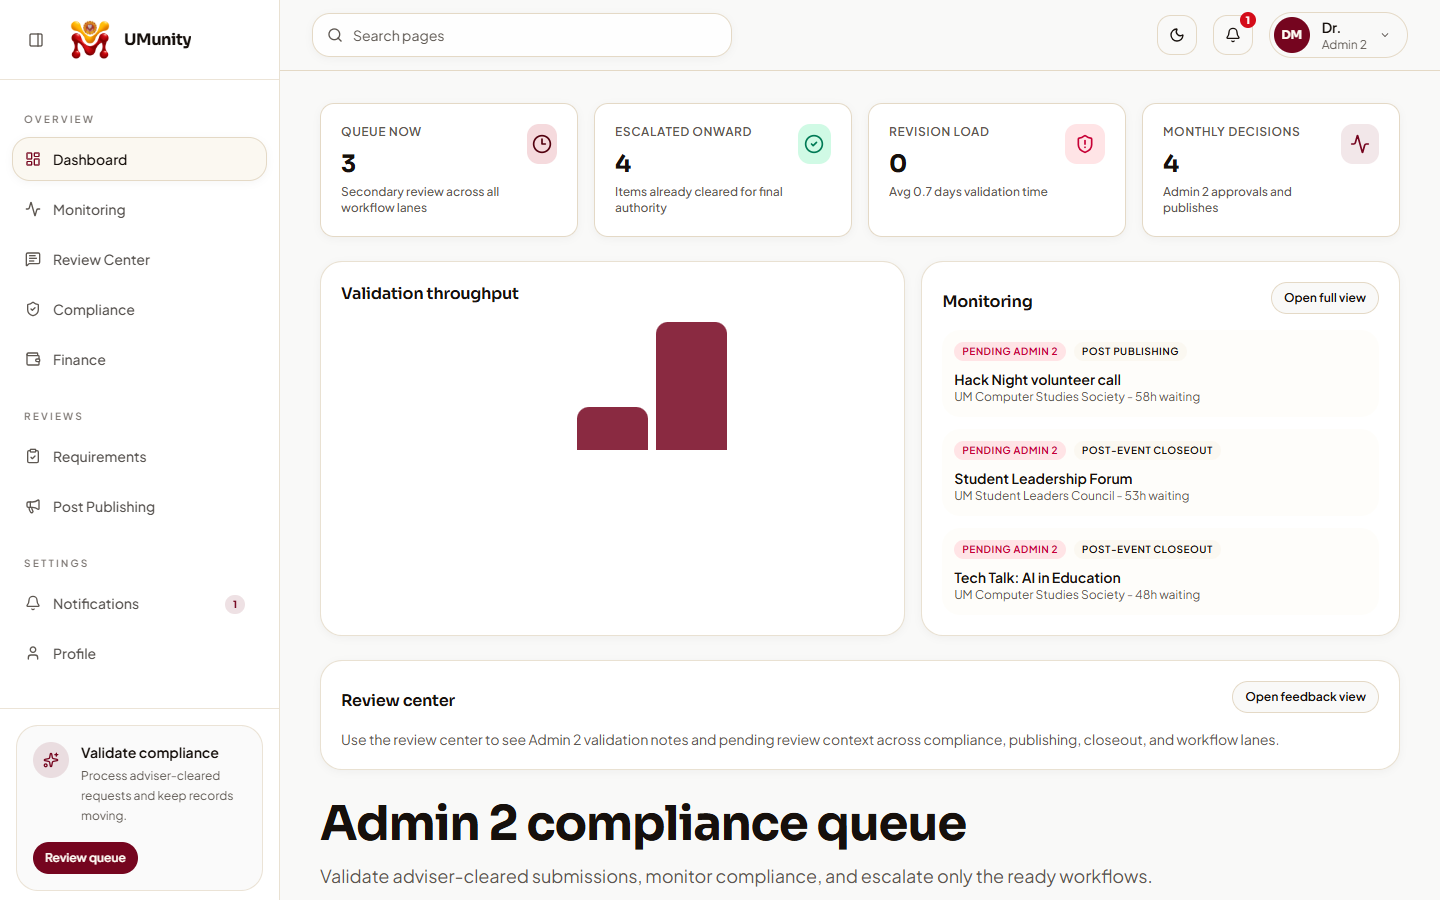 UMunity
Search pages
1
DM
Dr.
Admin 2
OVERVIEW
Dashboard
Monitoring
Review Center
Compliance
Finance
REVIEWS
Requirements
Post Publishing
SETTINGS
Notifications
1
Profile
Validate compliance
Process adviser-cleared
requests and keep records
moving.
Review queue
QUEUE NOW
3
Secondary review across all
workflow lanes
ESCALATED ONWARD
4
Items already cleared for final
authority
REVISION LOAD
0
Avg 0.7 days validation time
MONTHLY DECISIONS
4
Admin 2 approvals and
publishes
Validation throughput
Monitoring
Open full view
PENDING ADMIN 2 POST PUBLISHING
Hack Night volunteer call
UM Computer Studies Society - 58h waiting
PENDING ADMIN 2 POST-EVENT CLOSEOUT
Student Leadership Forum
UM Student Leaders Council - 53h waiting
PENDING ADMIN 2 POST-EVENT CLOSEOUT
Tech Talk: AI in Education
UM Computer Studies Society - 48h waiting
Review center
Open feedback view
Use the review center to see Admin 2 validation notes and pending review context across compliance, publishing, closeout, and workflow lanes.
Admin 2 compliance queue
Validate adviser-cleared submissions, monitor compliance, and escalate only the ready workflows.